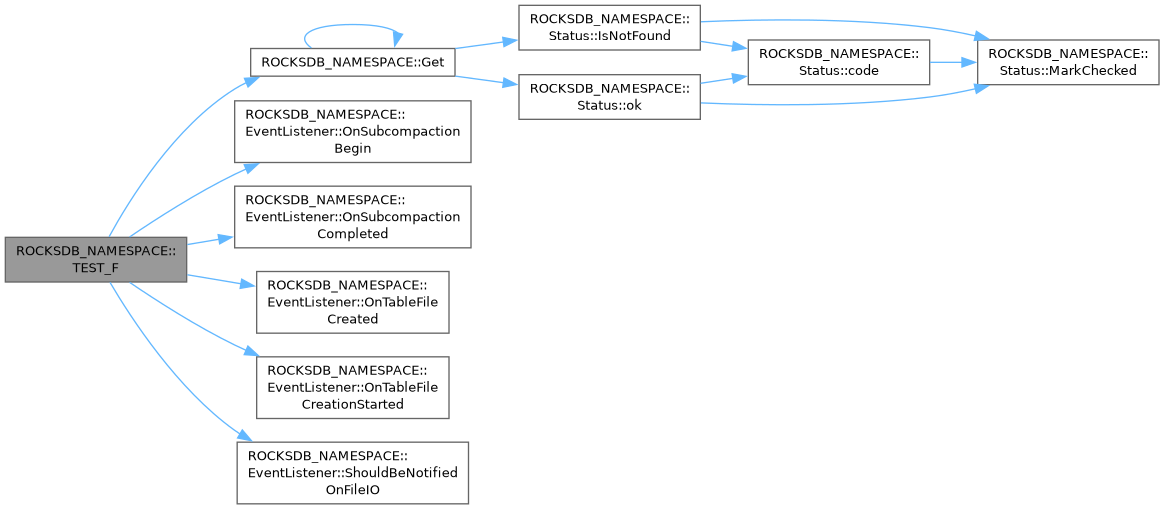 ROCKSDB_NAMESPACE::
TEST_F
ROCKSDB_NAMESPACE::Get
ROCKSDB_NAMESPACE::
Status::IsNotFound
ROCKSDB_NAMESPACE::
Status::code
ROCKSDB_NAMESPACE::
Status::MarkChecked
ROCKSDB_NAMESPACE::
Status::ok
ROCKSDB_NAMESPACE::
EventListener::OnSubcompaction
Begin
ROCKSDB_NAMESPACE::
EventListener::OnSubcompaction
Completed
ROCKSDB_NAMESPACE::
EventListener::OnTableFile
Created
ROCKSDB_NAMESPACE::
EventListener::OnTableFile
CreationStarted
ROCKSDB_NAMESPACE::
EventListener::ShouldBeNotified
OnFileIO